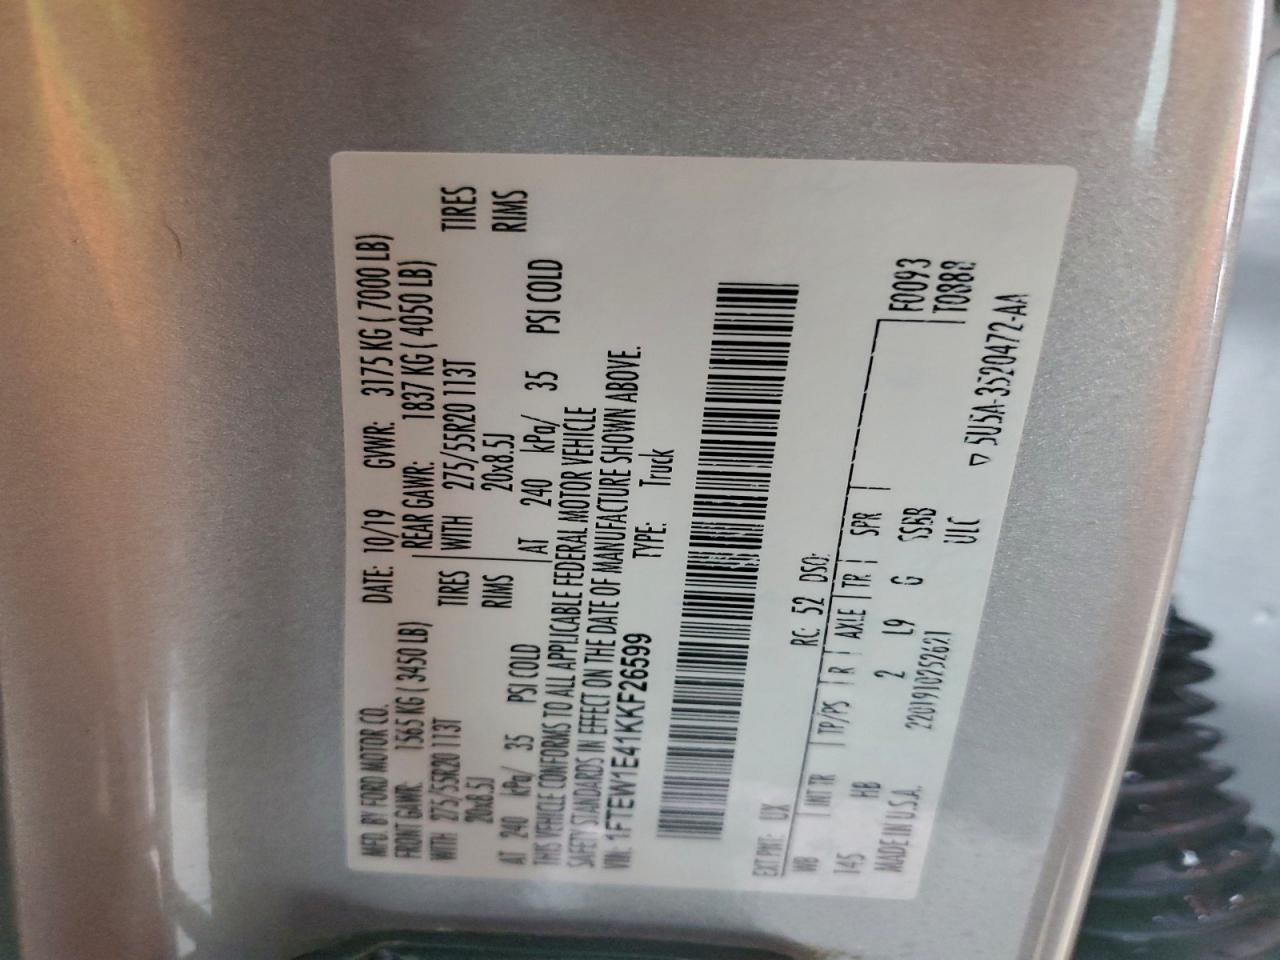 MFD. BY FORD MOTOR CO.
DATE: 10/19 GVWR: 3175 KG ( 7000 LB)
FRONT GAWR: 1565 KG ( 3450 LB) REAR GAWR: 1837 KG ( 4050 LB)
WITH 275/55R20 113T TIRES WITH 275/55R20 113T TIRES
20x8.5J RIMS 20x8.5J RIMS
AT 240 kPa/ 35 PSI COLD AT 240 kPa/ 35 PSI COLD
THIS VEHICLE CONFORMS TO ALL APPLICABLE FEDERAL MOTOR VEHICLE
SAFETY STANDARDS IN EFFECT ON THE DATE OF MANUFACTURE SHOWN ABOVE.
VIN: 1FTEW1E41KKF26599 TYPE: Truck
EXT PNT: UX RC: 52 DSO: F0093
WB INT TR TP/PS R AXLE TR SPR T0888
145 HB 2 L9 G SSBB
MADE IN U.S.A. 2201910252621 ULC
▽ 5U5A-3520472-AA